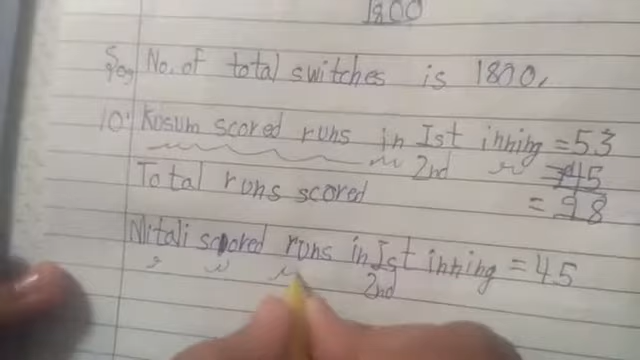 1800
So, No. of total switches is 1800.
10. Kusum scored runs in Ist inning = 53
2nd = 45
Total runs scored = 98
Nitali scored runs in Ist inning = 45
2nd